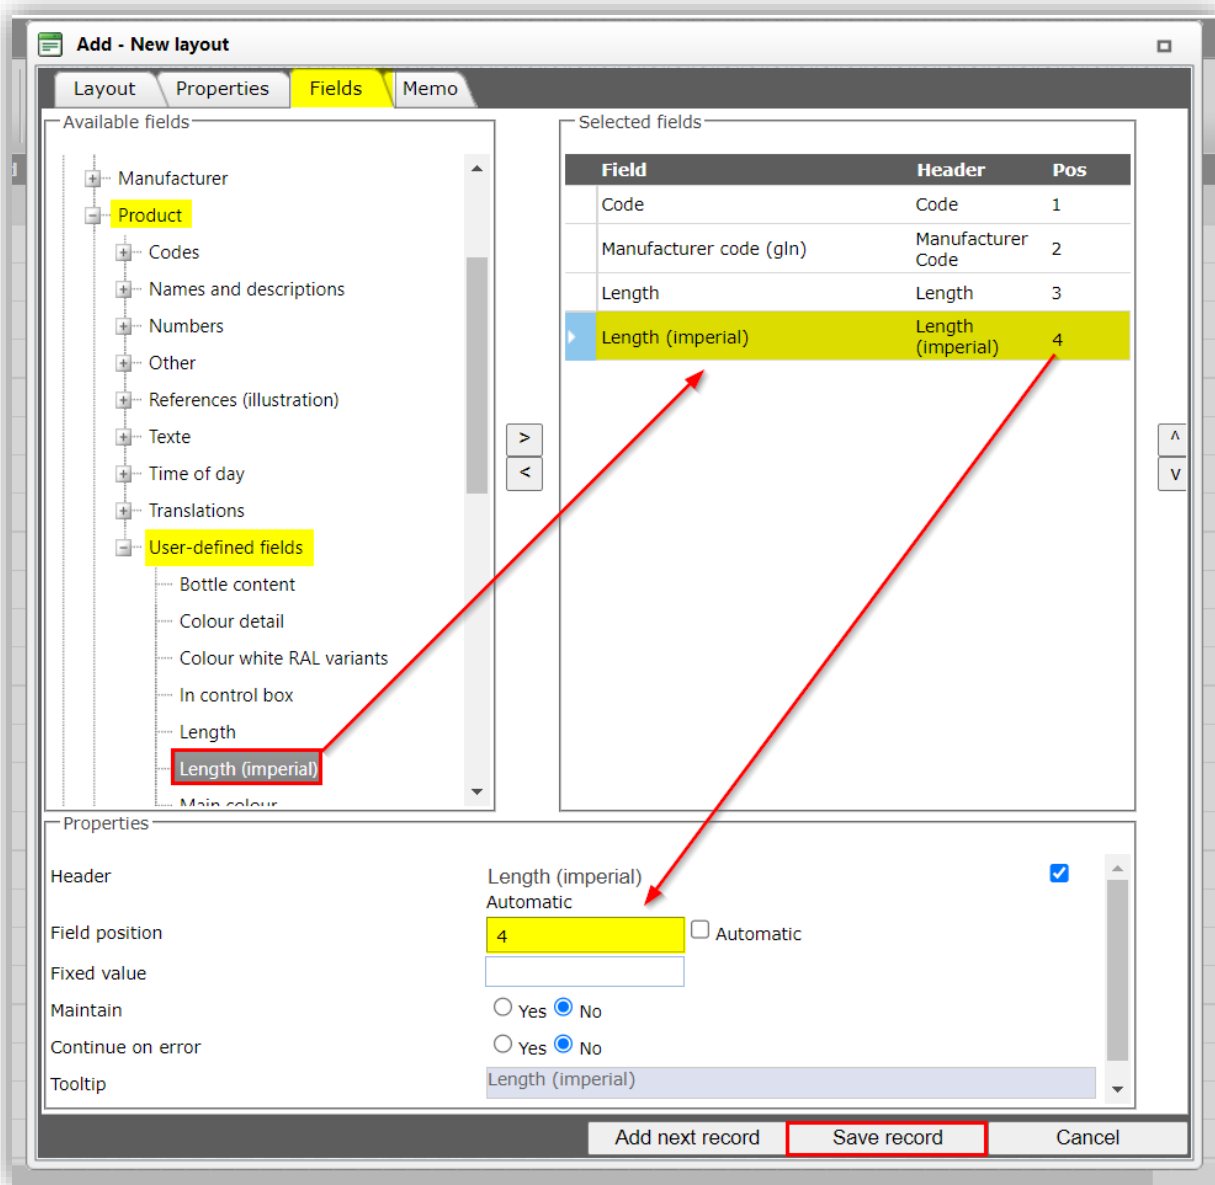 Add - New layout
Layout
Properties
Fields
Memo
Available fields
Manufacturer
Product
Codes
Names and descriptions
Numbers
Other
References (illustration)
Texte
Time of day
Translations
User-defined fields
Bottle content
Colour detail
Colour white RAL variants
In control box
Length
Length (imperial)
Main colour
>
<
Selected fields
Field Header Pos
Code Code 1
Manufacturer code (gln) Manufacturer
Code 2
Length Length 3
Length (imperial) Length
(imperial) 4
^
v
Properties
Header Length (imperial)
Automatic
Field position 4 Automatic
Fixed value
Maintain Yes No
Continue on error Yes No
Tooltip Length (imperial)
Add next record Save record Cancel